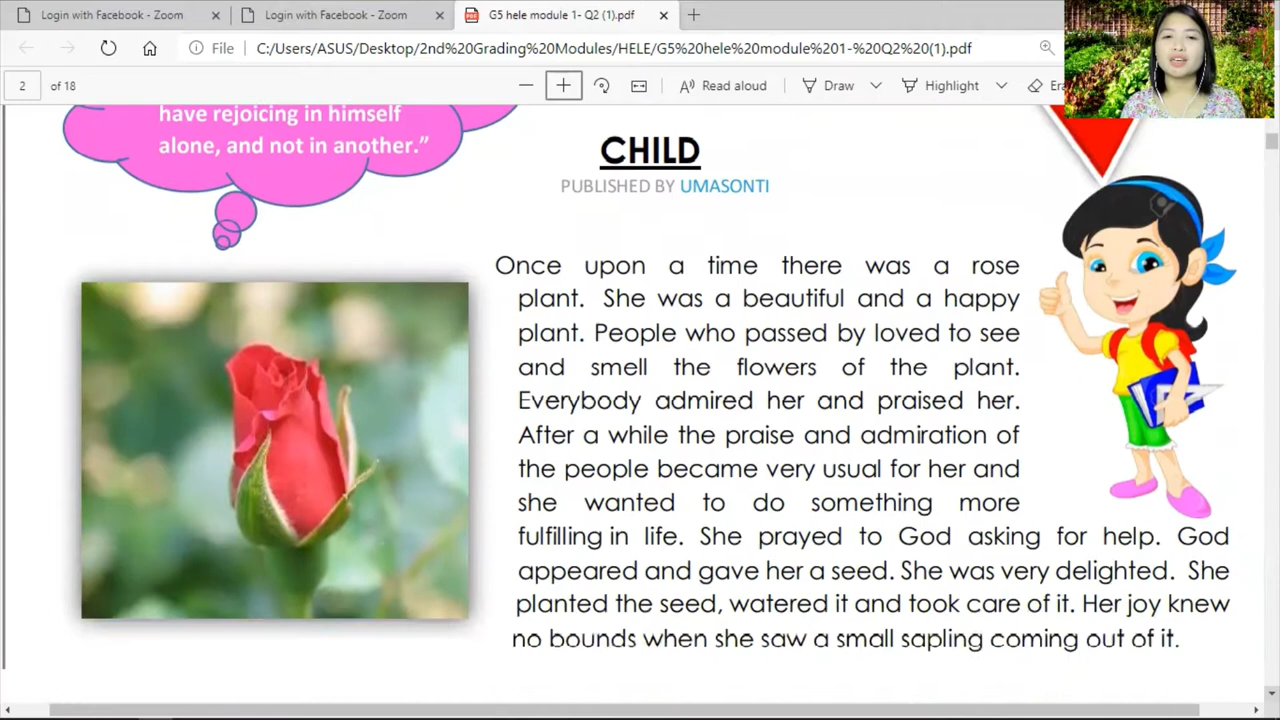 Login with Facebook - Zoom
Login with Facebook - Zoom
G5 hele module 1- Q2 (1).pdf
File
C:/Users/ASUS/Desktop/2nd%20Grading%20Modules/HELE/G5%20hele%20module%201-%20Q2%20(1).pdf
2 of 18
Read aloud
Draw
Highlight
have rejoicing in himself
alone, and not in another.”
CHILD
PUBLISHED BY UMASONTI
Once upon a time there was a rose
plant. She was a beautiful and a happy
plant. People who passed by loved to see
and smell the flowers of the plant.
Everybody admired her and praised her.
After a while the praise and admiration of
the people became very usual for her and
she wanted to do something more
fulfilling in life. She prayed to God asking for help. God
appeared and gave her a seed. She was very delighted. She
planted the seed, watered it and took care of it. Her joy knew
no bounds when she saw a small sapling coming out of it.